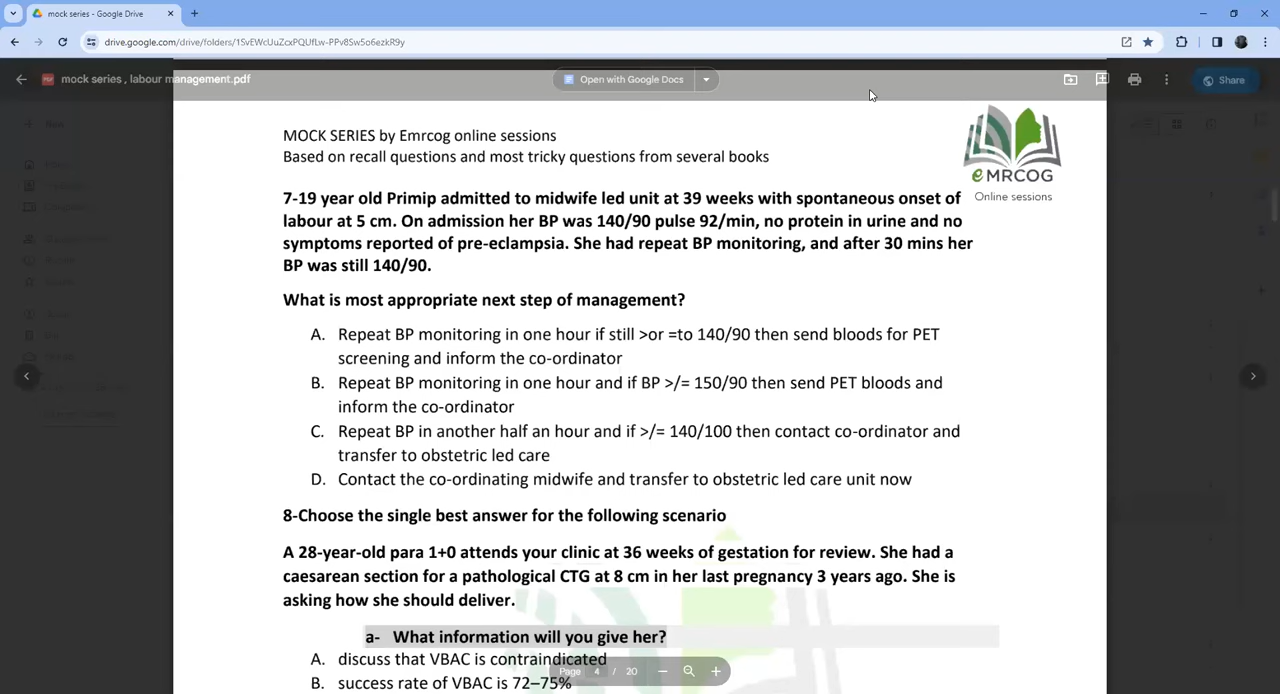 mock series - Google Drive
drive.google.com/drive/folders/1SvEWcUuZcxPQUfLw-PPv8Sw5o6ezkR9y
mock series , labour management.pdf
Open with Google Docs
Share
MOCK SERIES by Emrcog online sessions
Based on recall questions and most tricky questions from several books
eMRCOG
Online sessions
7-19 year old Primip admitted to midwife led unit at 39 weeks with spontaneous onset of
labour at 5 cm. On admission her BP was 140/90 pulse 92/min, no protein in urine and no
symptoms reported of pre-eclampsia. She had repeat BP monitoring, and after 30 mins her
BP was still 140/90.
What is most appropriate next step of management?
A. Repeat BP monitoring in one hour if still >or =to 140/90 then send bloods for PET
screening and inform the co-ordinator
B. Repeat BP monitoring in one hour and if BP >/= 150/90 then send PET bloods and
inform the co-ordinator
C. Repeat BP in another half an hour and if >/= 140/100 then contact co-ordinator and
transfer to obstetric led care
D. Contact the co-ordinating midwife and transfer to obstetric led care unit now
8-Choose the single best answer for the following scenario
A 28-year-old para 1+0 attends your clinic at 36 weeks of gestation for review. She had a
caesarean section for a pathological CTG at 8 cm in her last pregnancy 3 years ago. She is
asking how she should deliver.
a- What information will you give her?
A. discuss that VBAC is contraindicated
Page 4 / 20
B. success rate of VBAC is 72–75%